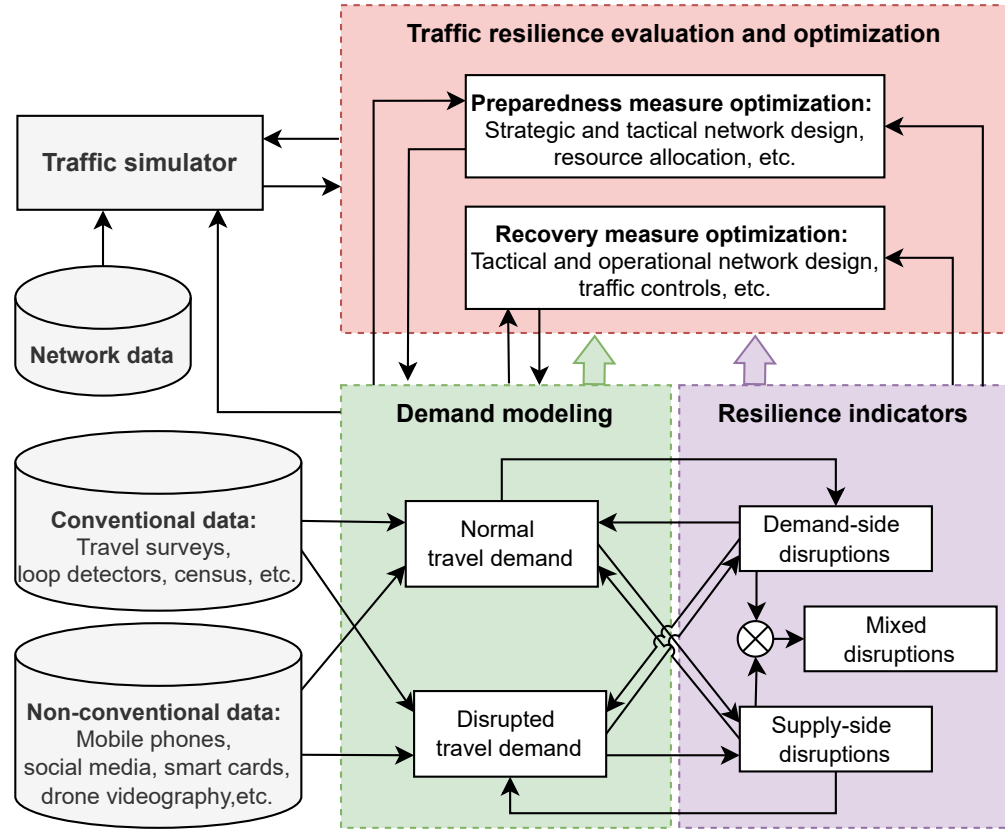 Traffic resilience evaluation and optimization
Preparedness measure optimization:
Strategic and tactical network design,
resource allocation, etc.
Traffic simulator
Recovery measure optimization:
Tactical and operational network design,
traffic controls, etc.
Network data
Demand modeling
Resilience indicators
Conventional data:
Travel surveys,
loop detectors, census, etc.
Normal
travel demand
Demand-side
disruptions
Mixed
disruptions
Non-conventional data:
Mobile phones,
social media, smart cards,
drone videography,etc.
Disrupted
travel demand
Supply-side
disruptions